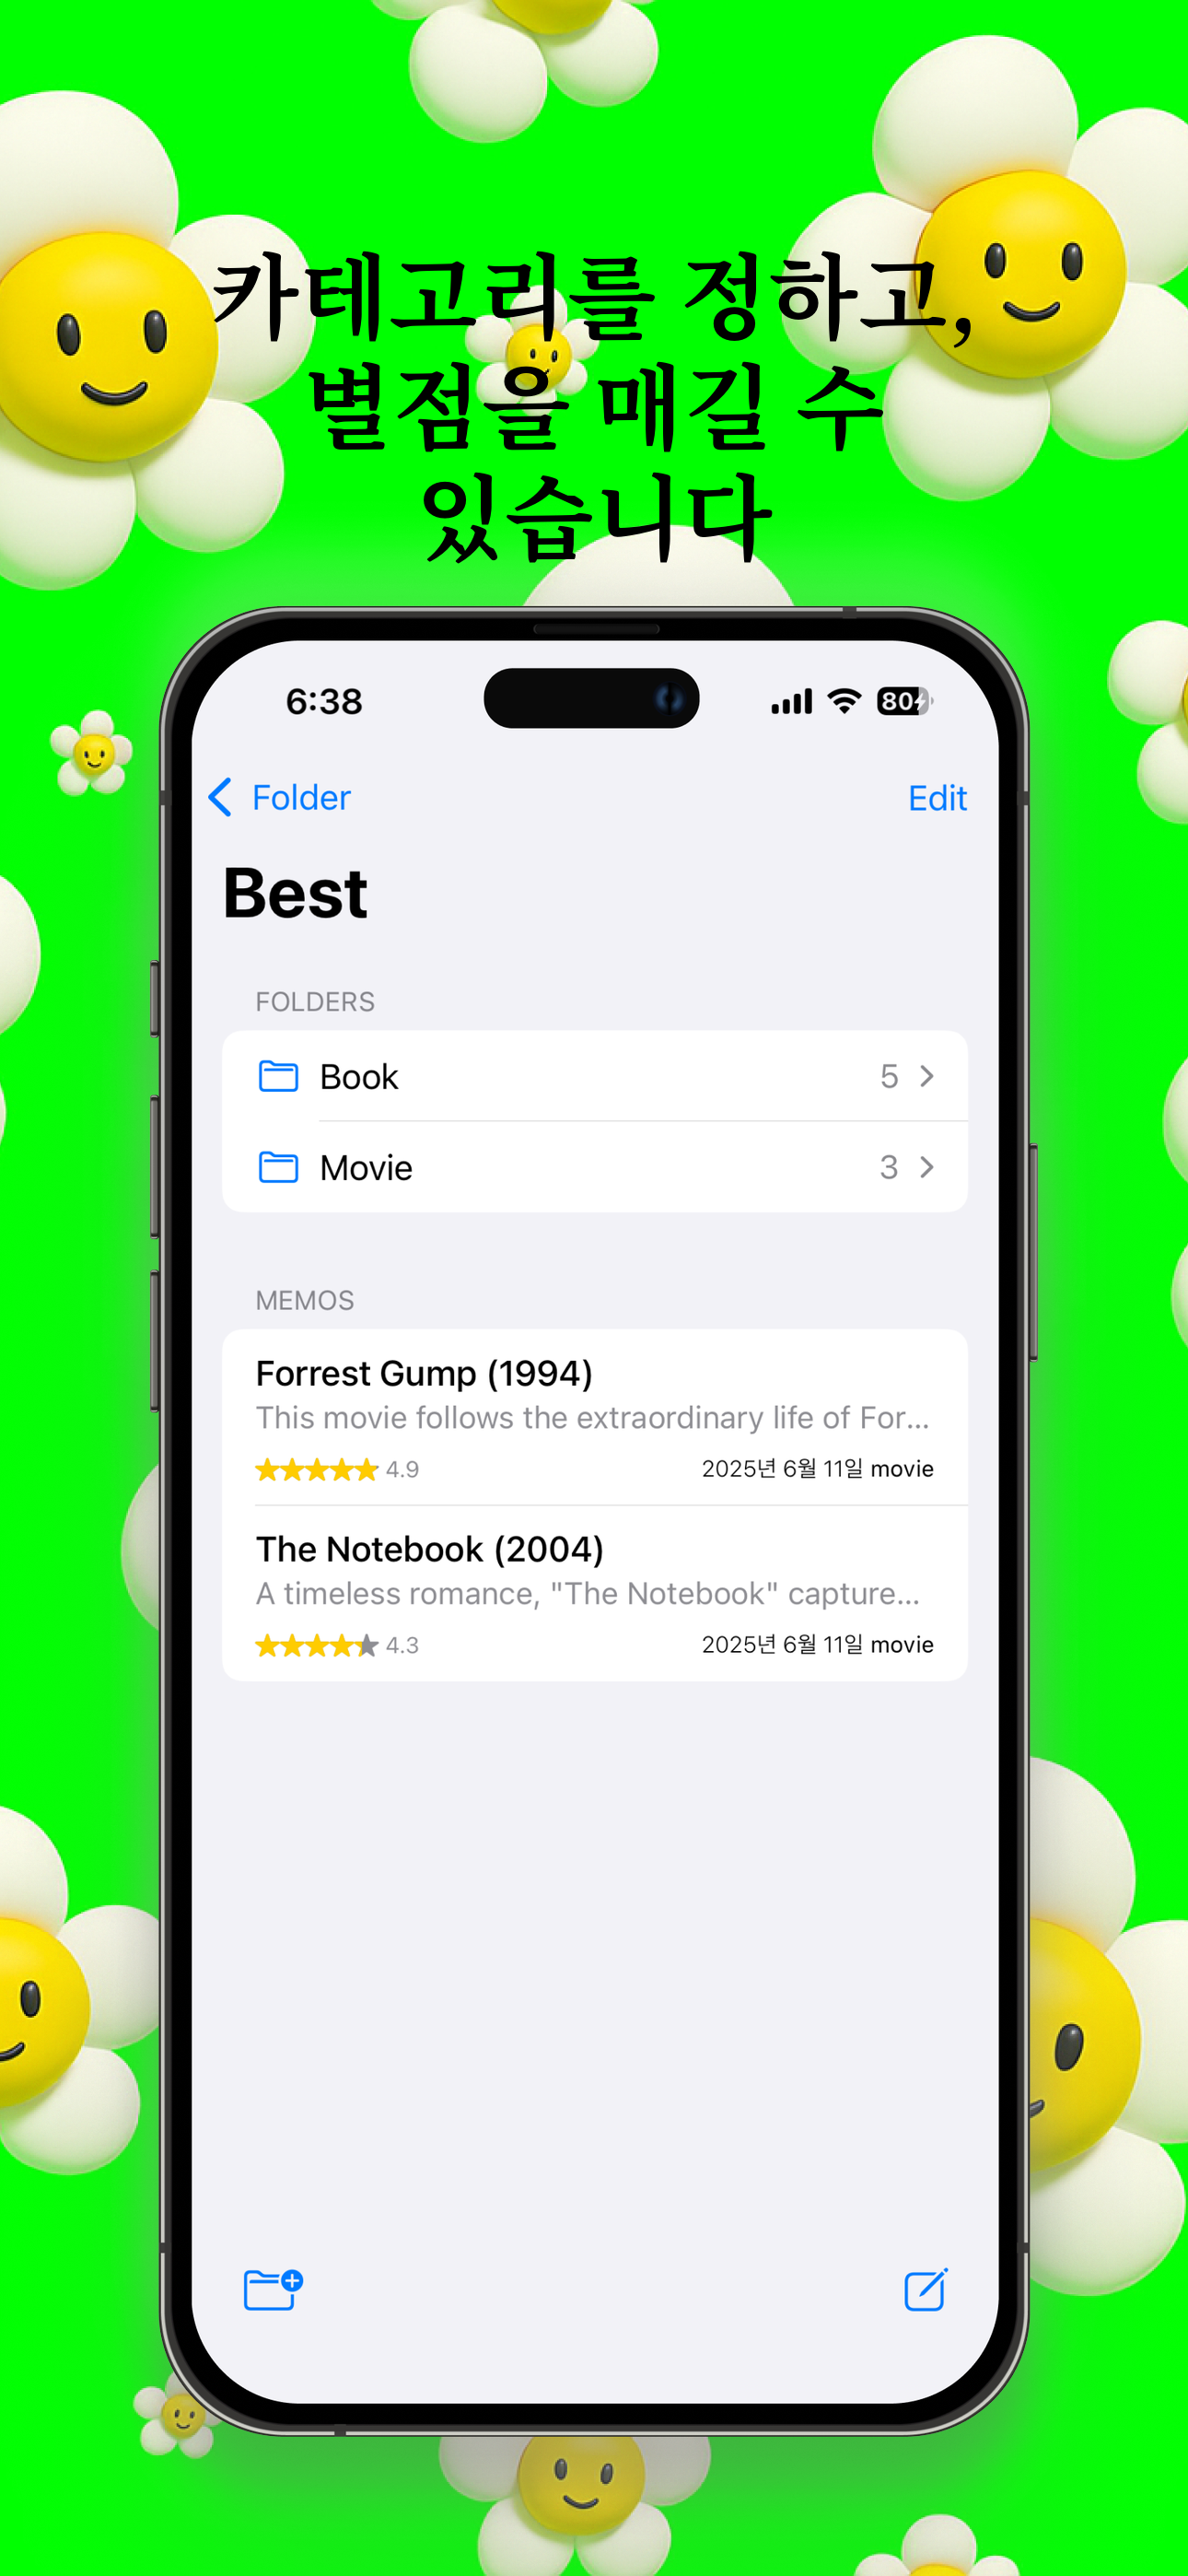 카테고리를 정하고,
별점을 매길 수
있습니다
6:38
80
Folder
Edit
Best
FOLDERS
Book 5
Movie 3
MEMOS
Forrest Gump (1994)
This movie follows the extraordinary life of For...
4.9 2025년 6월 11일 movie
The Notebook (2004)
A timeless romance, "The Notebook" capture...
4.3 2025년 6월 11일 movie